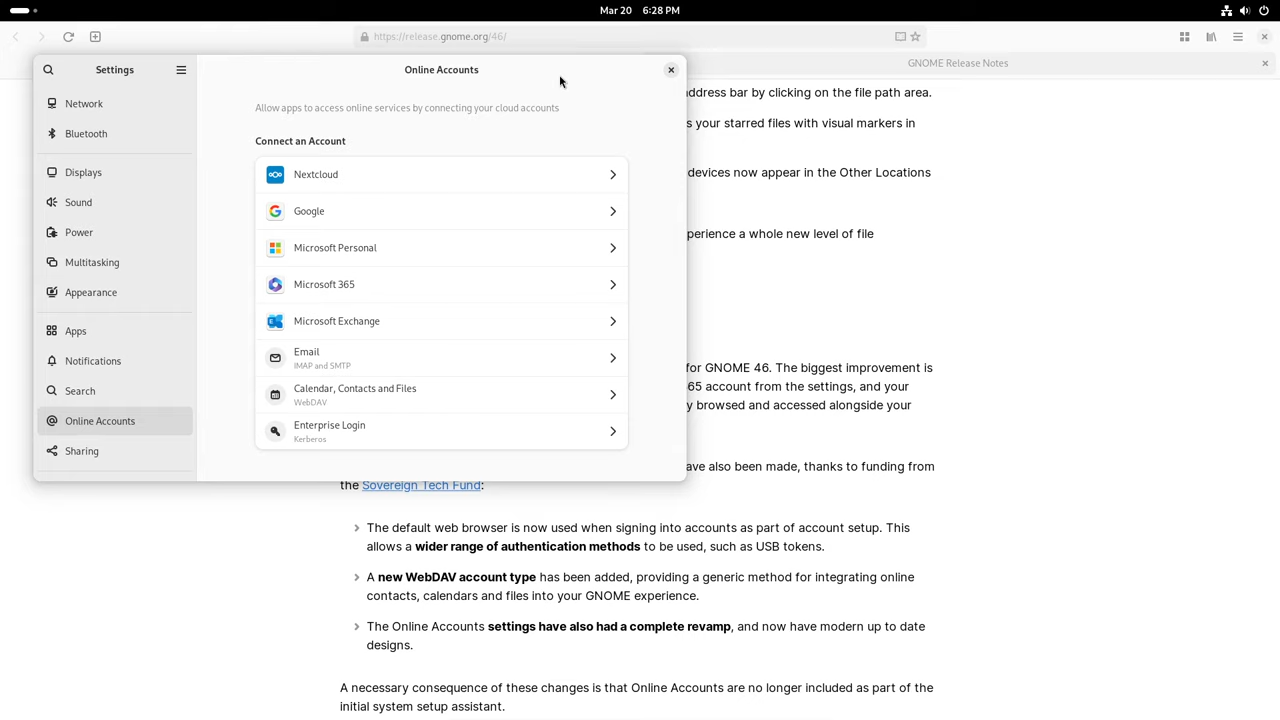 Mar 20 6:28 PM
https://release.gnome.org/46/
GNOME Release Notes
Settings
Network
Bluetooth
Displays
Sound
Power
Multitasking
Appearance
Apps
Notifications
Search
Online Accounts
Sharing
Online Accounts
Allow apps to access online services by connecting your cloud accounts
Connect an Account
Nextcloud
Google
Microsoft Personal
Microsoft 365
Microsoft Exchange
Email
IMAP and SMTP
Calendar, Contacts and Files
WebDAV
Enterprise Login
Kerberos
address bar by clicking on the file path area.
s your starred files with visual markers in
devices now appear in the Other Locations
perience a whole new level of file
for GNOME 46. The biggest improvement is
65 account from the settings, and your
y browsed and accessed alongside your
ave also been made, thanks to funding from
the Sovereign Tech Fund:
The default web browser is now used when signing into accounts as part of account setup. This
allows a wider range of authentication methods to be used, such as USB tokens.
A new WebDAV account type has been added, providing a generic method for integrating online
contacts, calendars and files into your GNOME experience.
The Online Accounts settings have also had a complete revamp, and now have modern up to date
designs.
A necessary consequence of these changes is that Online Accounts are no longer included as part of the
initial system setup assistant.